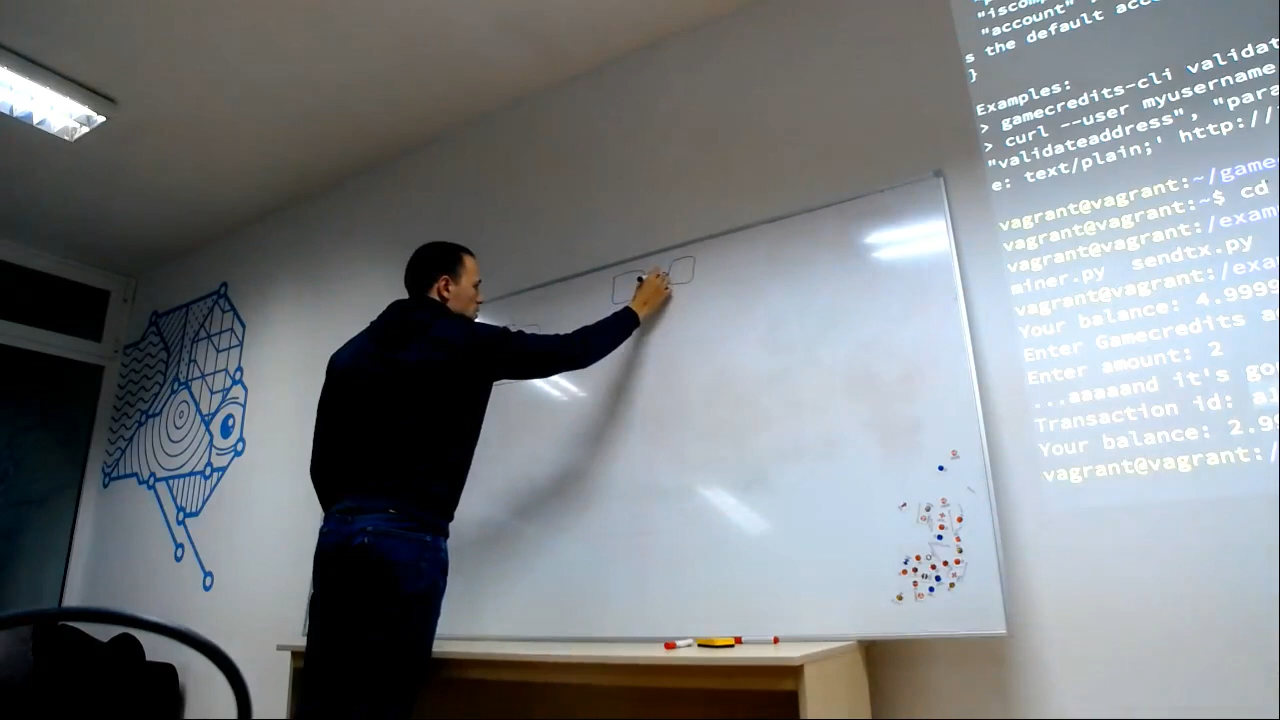 "iscomp
"account"
s the default acc
}
Examples:
> gamecredits-cli validat
> curl --user myusername
"validateaddress", "para
e: text/plain;' http://
vagrant@vagrant:~/game
vagrant@vagrant:~$ cd
vagrant@vagrant:/exam
miner.py sendtx.py
vagrant@vagrant:/exa
Your balance: 4.9999
Enter Gamecredits a
Enter amount: 2
...aaaaand it's go
Transaction id: a
Your balance: 2.99
vagrant@vagrant:/